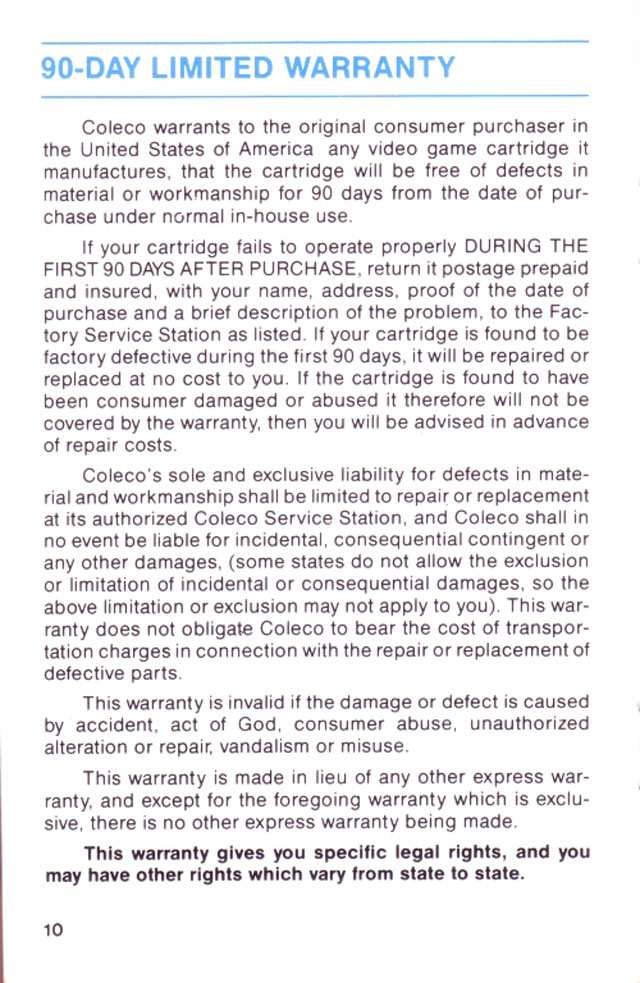 90-DAY LIMITED WARRANTY
Coleco warrants to the original consumer purchaser in
the United States of America any video game cartridge it
manufactures, that the cartridge will be free of defects in
material or workmanship for 90 days from the date of pur-
chase under normal in-house use.
If your cartridge fails to operate properly DURING THE
FIRST 90 DAYS AFTER PURCHASE, return it postage prepaid
and insured, with your name, address, proof of the date of
purchase and a brief description of the problem, to the Fac-
tory Service Station as listed. If your cartridge is found to be
factory defective during the first 90 days, it will be repaired or
replaced at no cost to you. If the cartridge is found to have
been consumer damaged or abused it therefore will not be
covered by the warranty, then you will be advised in advance
of repair costs.
Coleco's sole and exclusive liability for defects in mate-
rial and workmanship shall be limited to repair or replacement
at its authorized Coleco Service Station, and Coleco shall in
no event be liable for incidental, consequential contingent or
any other damages, (some states do not allow the exclusion
or limitation of incidental or consequential damages, so the
above limitation or exclusion may not apply to you). This war-
ranty does not obligate Coleco to bear the cost of transpor-
tation charges in connection with the repair or replacement of
defective parts.
This warranty is invalid if the damage or defect is caused
by accident, act of God, consumer abuse, unauthorized
alteration or repair, vandalism or misuse.
This warranty is made in lieu of any other express war-
ranty, and except for the foregoing warranty which is exclu-
sive, there is no other express warranty being made.
This warranty gives you specific legal rights, and you
may have other rights which vary from state to state.
10